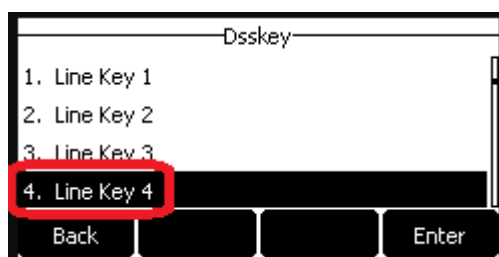 Dsskey
1. Line Key 1
2. Line Key 2
3. Line Key 3
4. Line Key 4
Back Enter